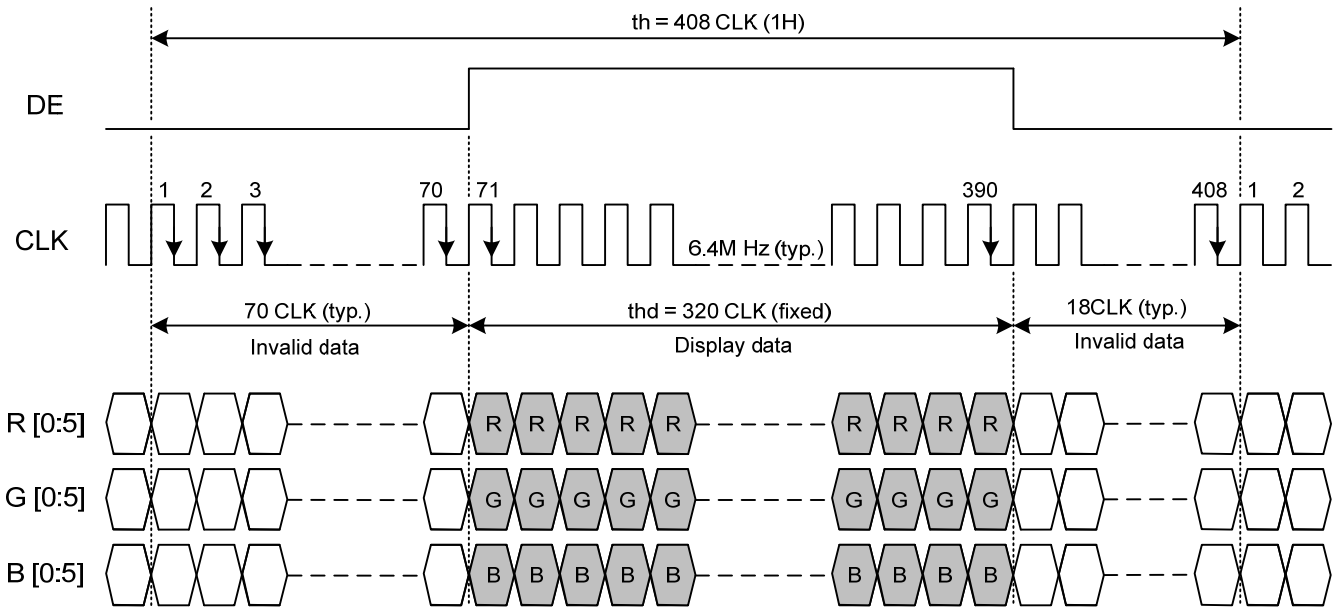 th = 408 CLK (1H)
DE
1 2 3 70 71 390 408 1 2
CLK
6.4M Hz (typ.)
70 CLK (typ.) thd = 320 CLK (fixed) 18CLK (typ.)
Invalid data Display data Invalid data
R [0:5] R R R R R R R R R
G [0:5] G G G G G G G G G
B [0:5] B B B B B B B B B